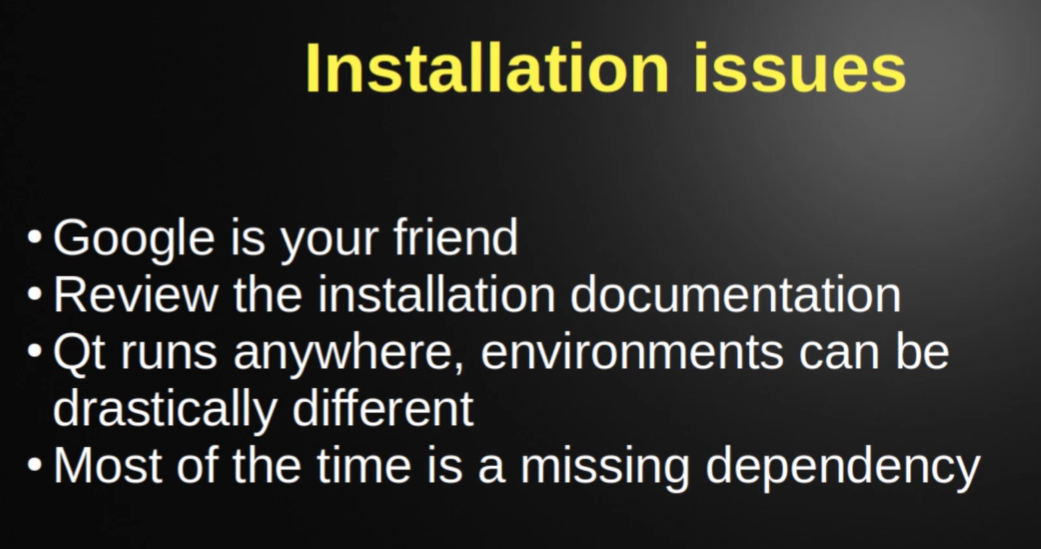 Installation issues
• Google is your friend
• Review the installation documentation
• Qt runs anywhere, environments can be
drastically different
• Most of the time is a missing dependency